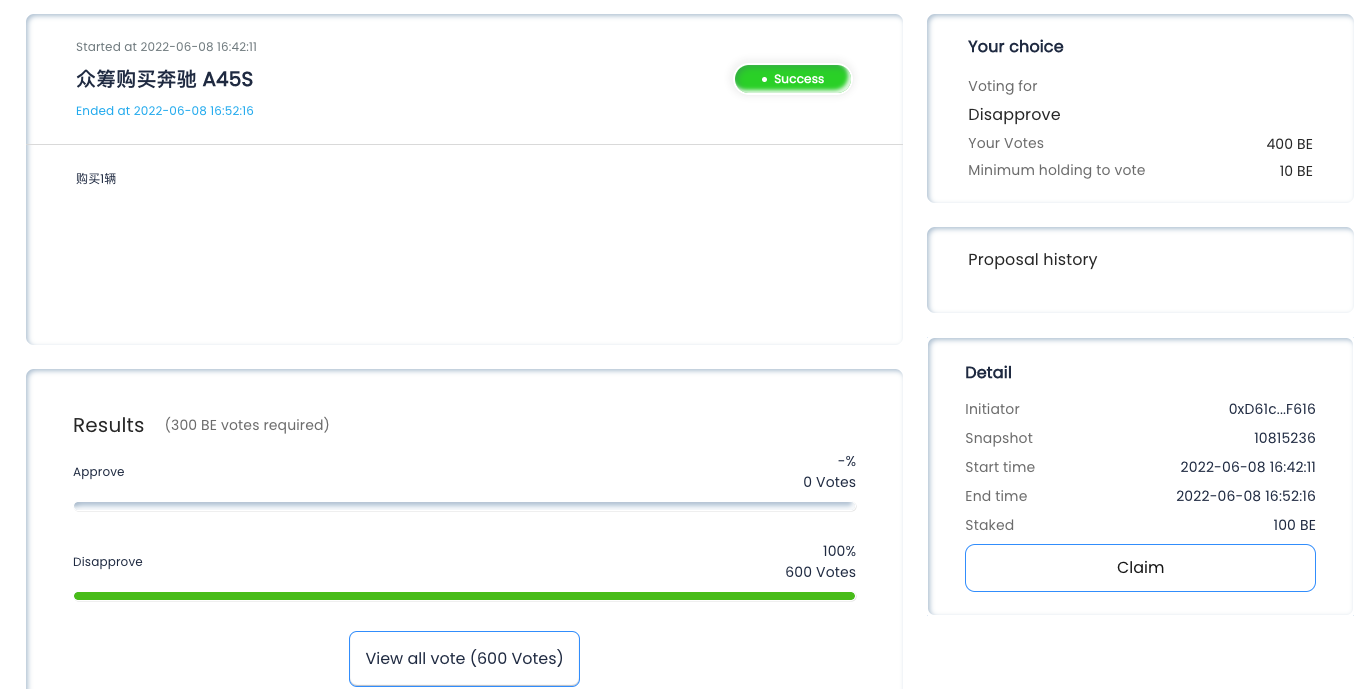 Started at 2022-06-08 16:42:11
众筹购买奔驰 A45S
Success
Ended at 2022-06-08 16:52:16
购买1辆
Results (300 BE votes required)
Approve
-%
0 Votes
Disapprove
100%
600 Votes
View all vote (600 Votes)
Your choice
Voting for
Disapprove
Your Votes 400 BE
Minimum holding to vote 10 BE
Proposal history
Detail
Initiator 0xD61c...F616
Snapshot 10815236
Start time 2022-06-08 16:42:11
End time 2022-06-08 16:52:16
Staked 100 BE
Claim